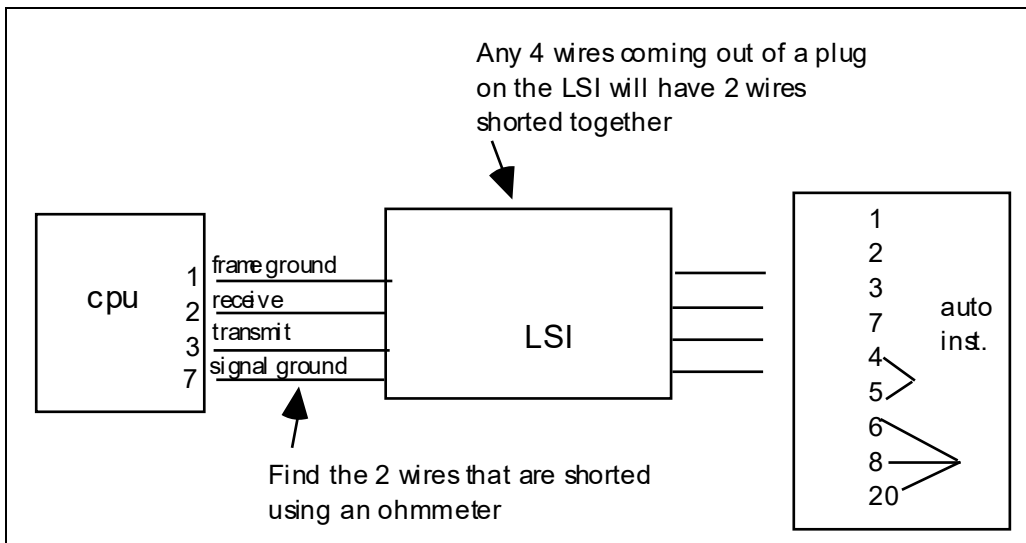 Any 4 wires coming out of a plug
on the LSI will have 2 wires
shorted together
cpu
1 frame ground
2 receive
3 transmit
7 signal ground
LSI
1
2
3
7
4
5
6
8
20
auto
inst.
Find the 2 wires that are shorted
using an ohmmeter